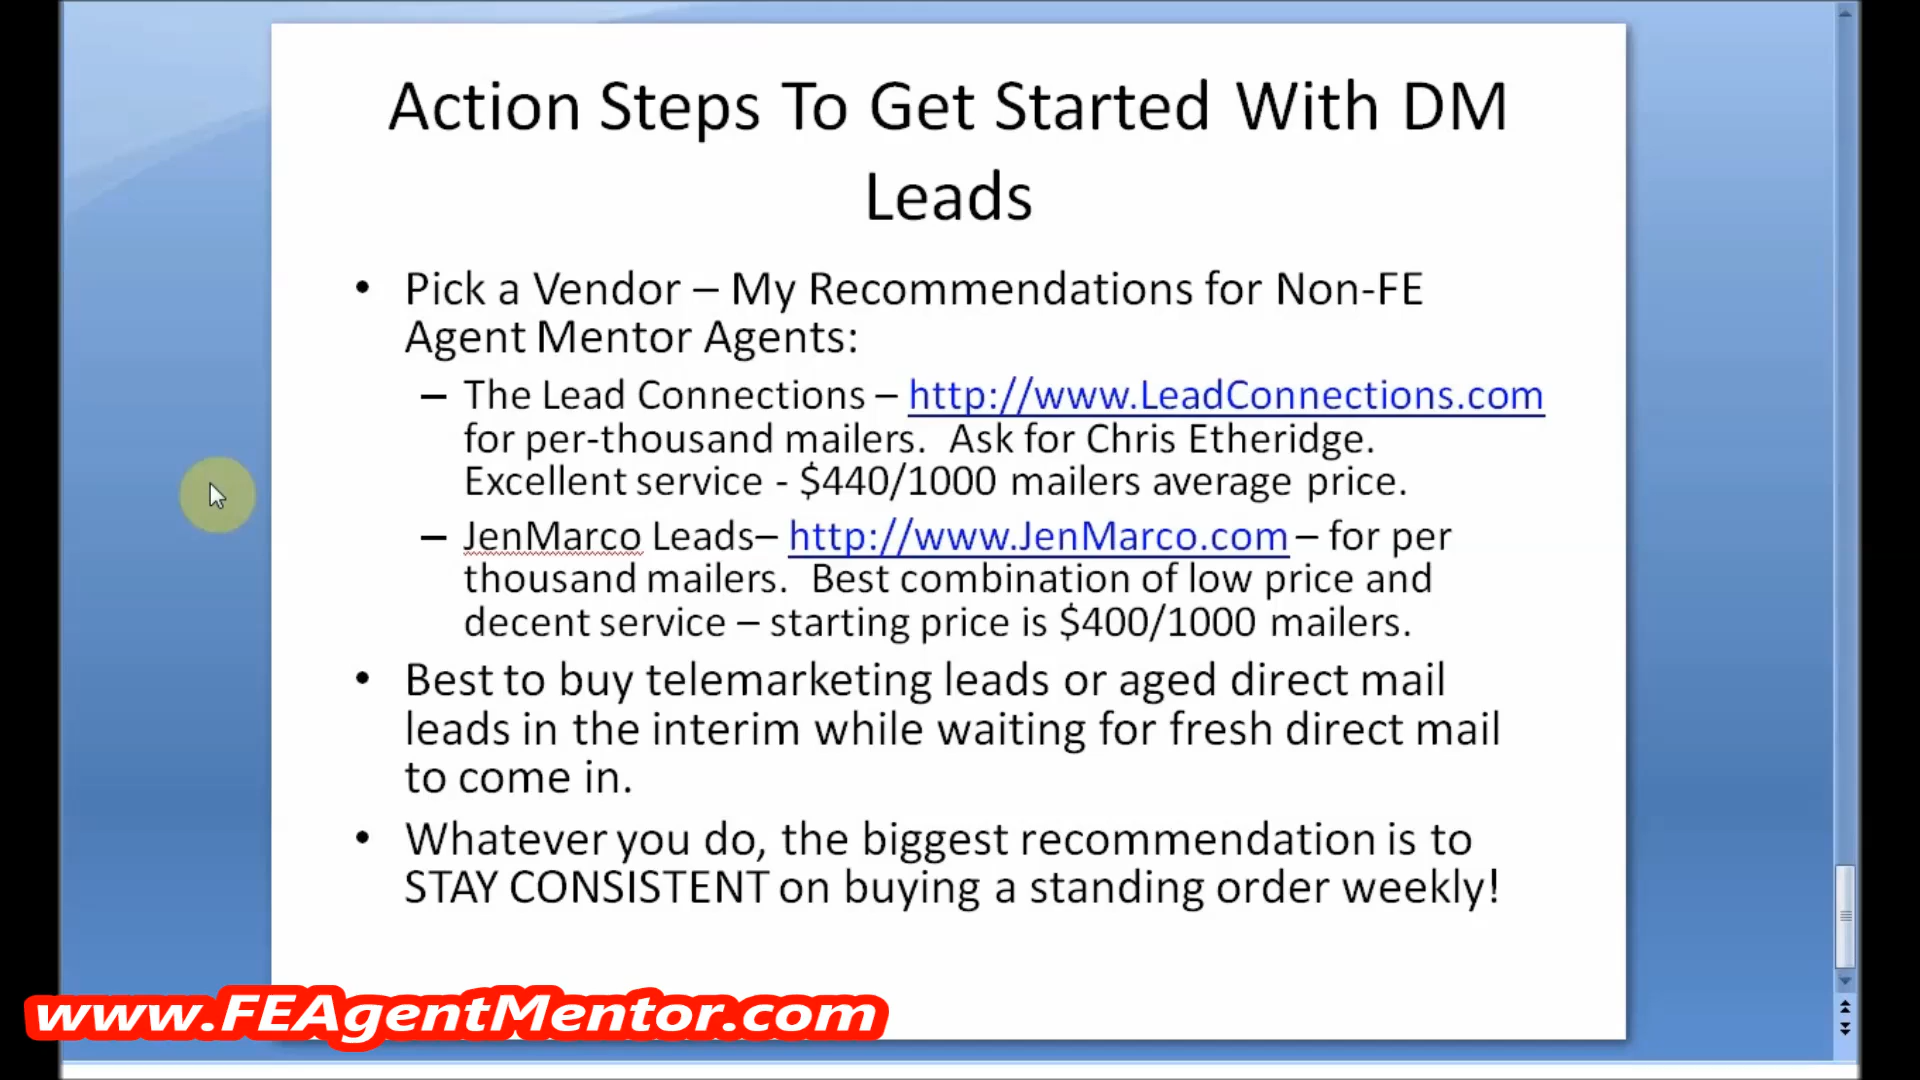 Action Steps To Get Started With DM
Leads
• Pick a Vendor – My Recommendations for Non-FE
Agent Mentor Agents:
– The Lead Connections – http://www.LeadConnections.com
for per-thousand mailers.  Ask for Chris Etheridge.
Excellent service - $440/1000 mailers average price.
– JenMarco Leads– http://www.JenMarco.com – for per
thousand mailers.  Best combination of low price and
decent service – starting price is $400/1000 mailers.
• Best to buy telemarketing leads or aged direct mail
leads in the interim while waiting for fresh direct mail
to come in.
• Whatever you do, the biggest recommendation is to
STAY CONSISTENT on buying a standing order weekly!
www.FEAgentMentor.com